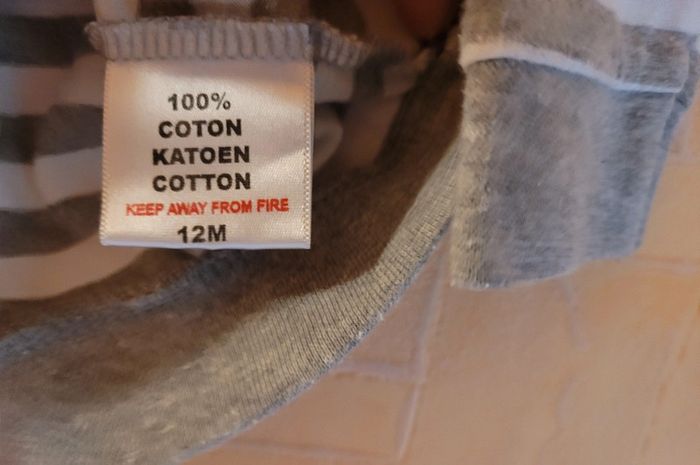 100%
COTON
KATOEN
COTTON
KEEP AWAY FROM FIRE
12M